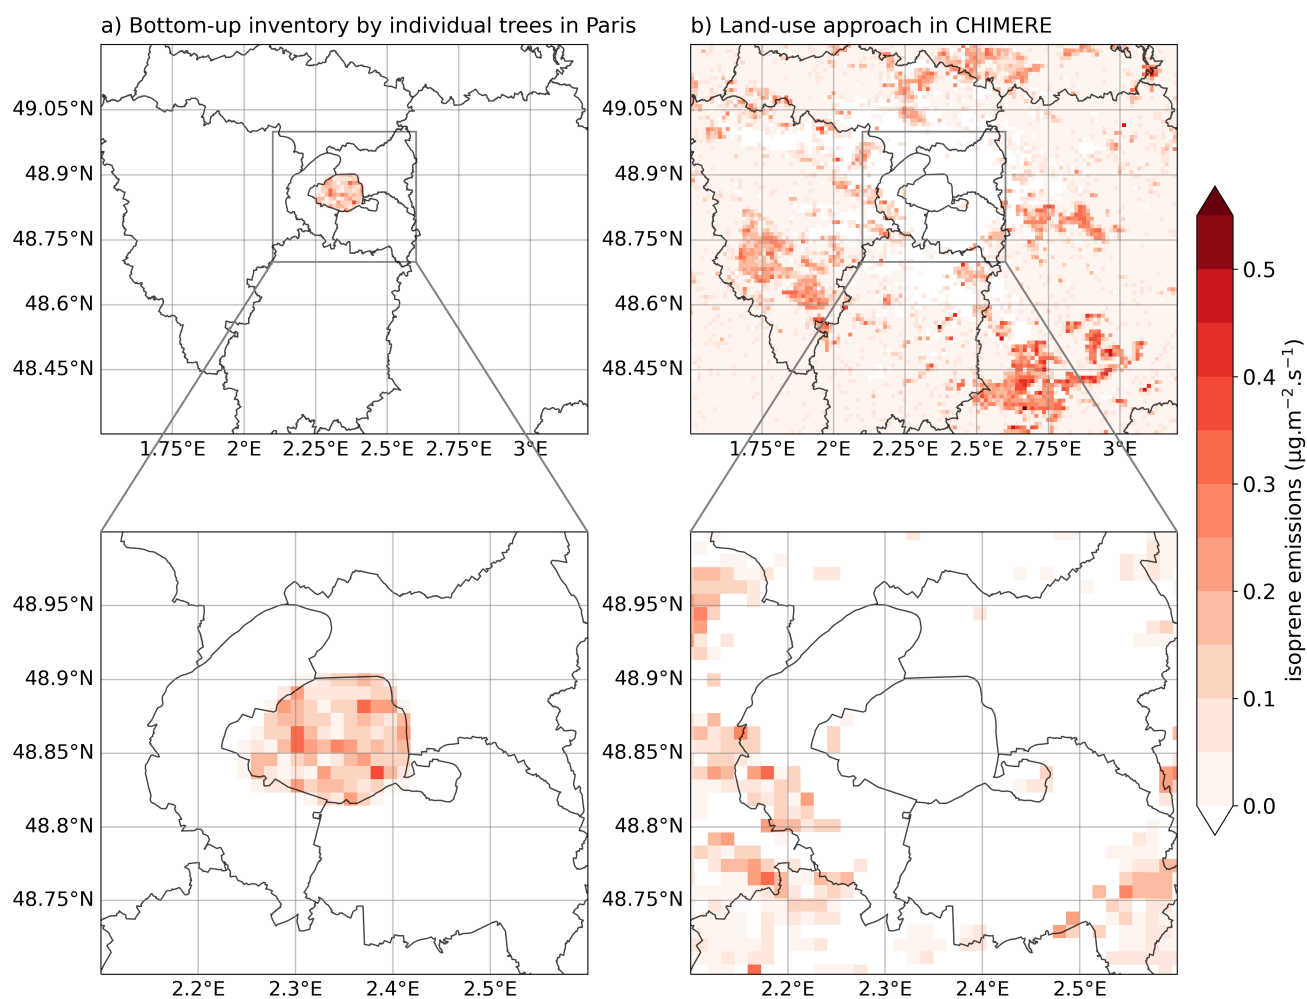 a) Bottom-up inventory by individual trees in Paris
b) Land-use approach in CHIMERE
49.05°N
48.9°N
48.75°N
48.6°N
48.45°N
1.75°E 2°E 2.25°E 2.5°E 2.75°E 3°E
49.05°N
48.9°N
48.75°N
48.6°N
48.45°N
1.75°E 2°E 2.25°E 2.5°E 2.75°E 3°E
48.95°N
48.9°N
48.85°N
48.8°N
48.75°N
2.2°E 2.3°E 2.4°E 2.5°E
48.95°N
48.9°N
48.85°N
48.8°N
48.75°N
2.2°E 2.3°E 2.4°E 2.5°E
0.5
0.4
0.3
0.2
0.1
0.0
isoprene emissions (µg.m⁻².s⁻¹)